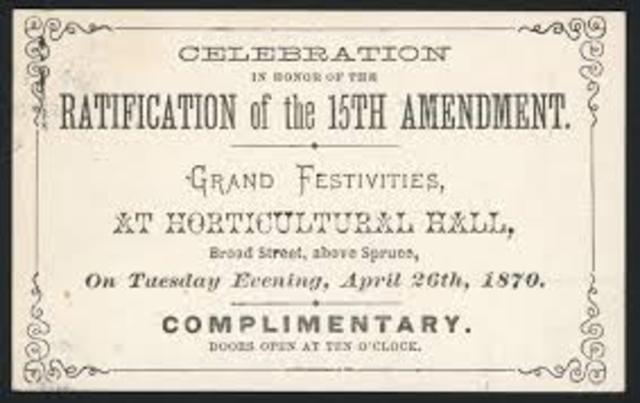 CELEBRATION
IN HONOR OF THE
RATIFICATION of the 15TH AMENDMENT.
GRAND FESTIVITIES,
AT HORTICULTURAL HALL,
Broad Street, above Spruce,
On Tuesday Evening, April 26th, 1870.
COMPLIMENTARY.
DOORS OPEN AT TEN O'CLOCK.